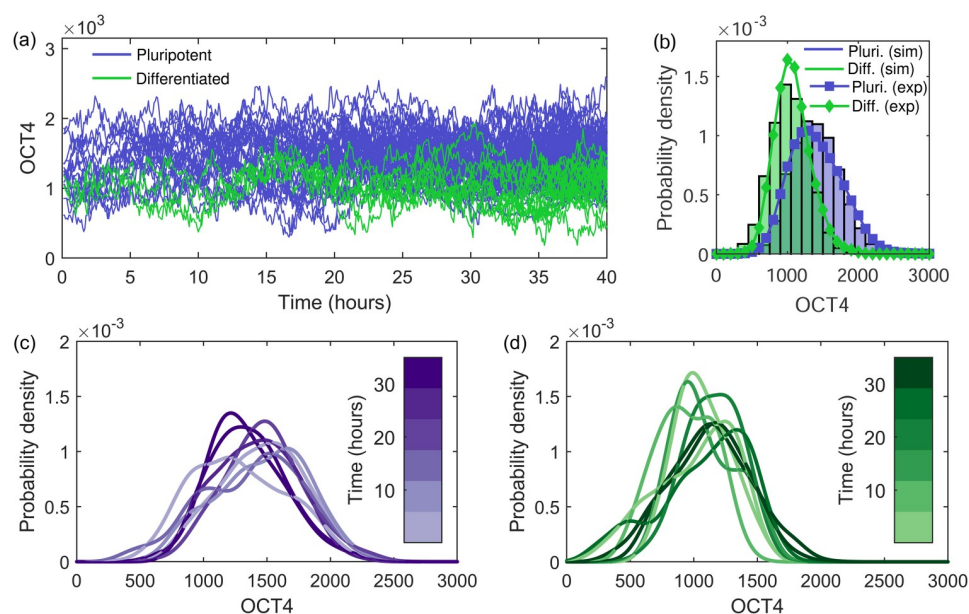 (a)
×10³
3
2
1
0
OCT4
Pluripotent
Differentiated
0 5 10 15 20 25 30 35 40
Time (hours)
(b)
×10⁻³
1.5
1
0.5
0
Probability density
Pluri. (sim)
Diff. (sim)
Pluri. (exp)
Diff. (exp)
0 1000 2000 3000
OCT4
(c)
×10⁻³
2
1.5
1
0.5
0
Probability density
Time (hours)
30
20
10
0 500 1000 1500 2000 2500 3000
OCT4
(d)
×10⁻³
2
1.5
1
0.5
0
Probability density
Time (hours)
30
20
10
0 500 1000 1500 2000 2500 3000
OCT4